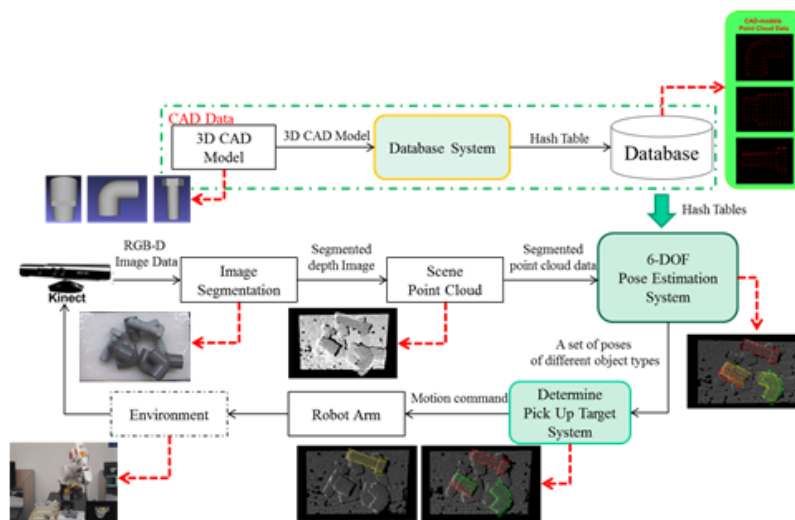 CAD-models
Point Cloud Data
CAD Data
3D CAD
Model
3D CAD Model
Database System
Hash Table
Database
Hash Tables
RGB-D
Image Data
Kinect
Image
Segmentation
Segmented
depth Image
Scene
Point Cloud
Segmented
point cloud data
6-DOF
Pose Estimation
System
A set of poses
of different object types
Environment
Robot Arm
Motion command
Determine
Pick Up Target
System